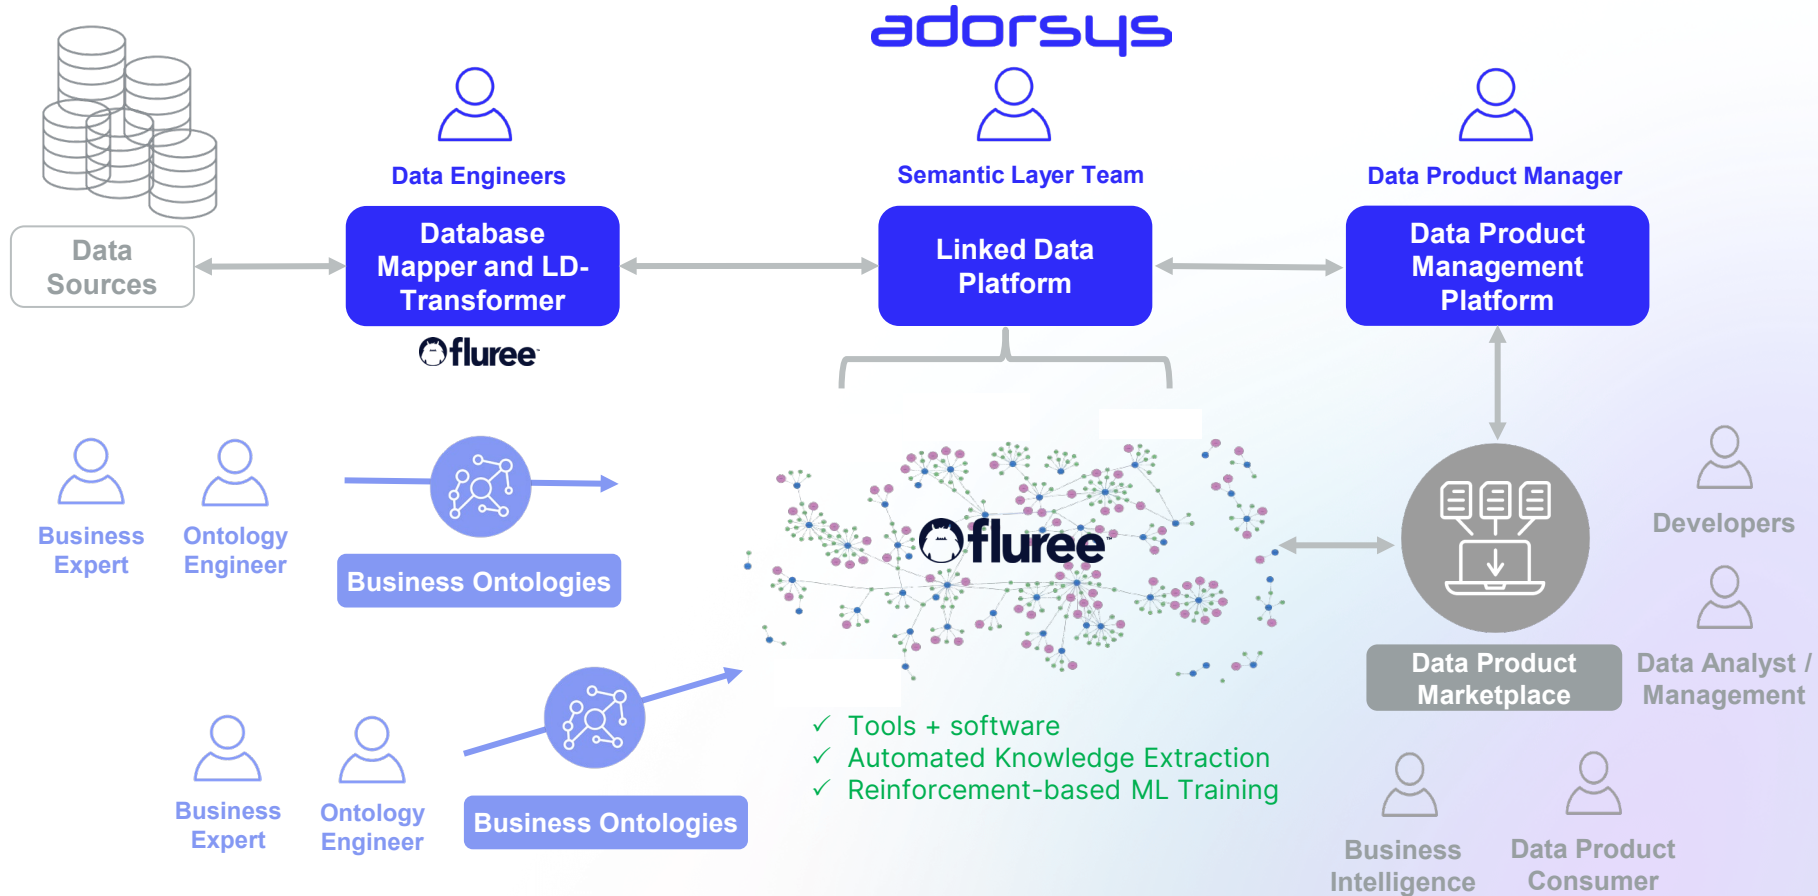 adorsys
Data Engineers
Semantic Layer Team
Data Product Manager
Data
Sources
Database
Mapper and LD-
Transformer
Linked Data
Platform
Data Product
Management
Platform
fluree™
Business
Expert
Ontology
Engineer
Business Ontologies
fluree™
Developers
Data Product
Marketplace
Data Analyst /
Management
✓ Tools + software
✓ Automated Knowledge Extraction
✓ Reinforcement-based ML Training
Business
Expert
Ontology
Engineer
Business Ontologies
Business
Intelligence
Data Product
Consumer